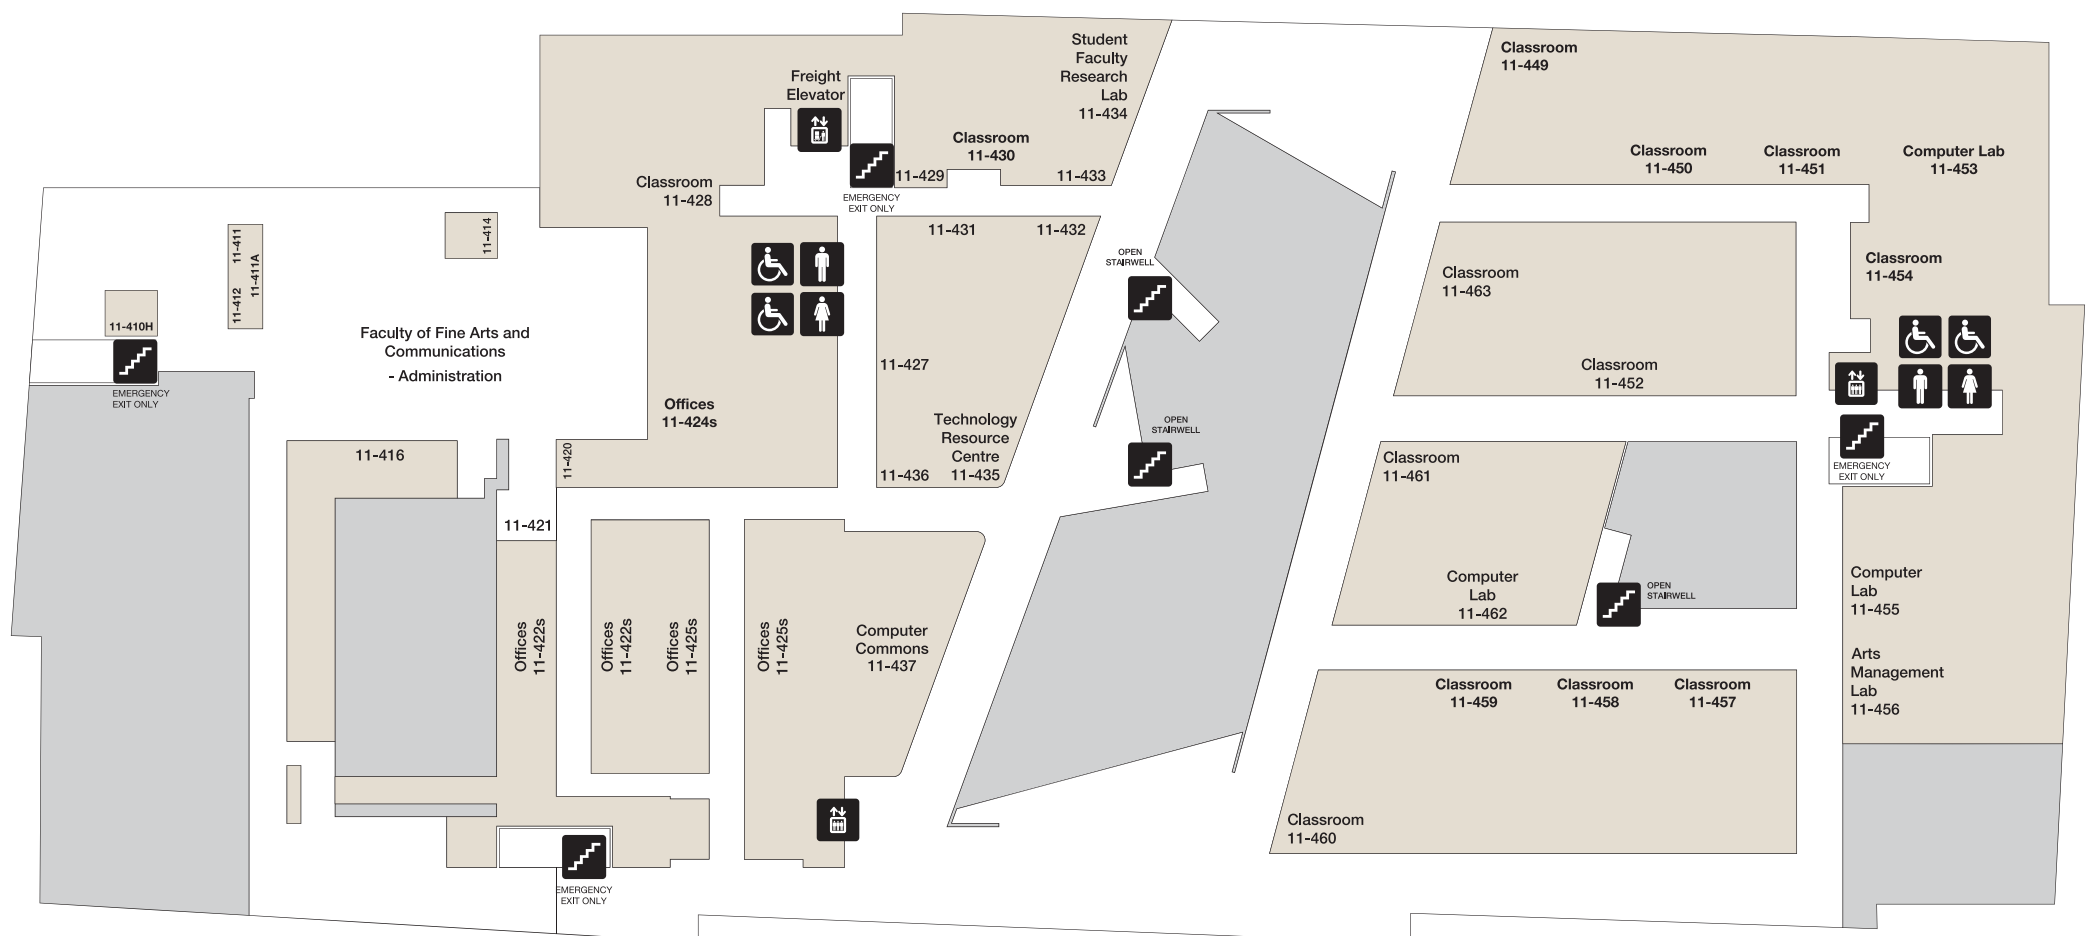 Student
Faculty
Research
Lab
11-434
Freight
Elevator
Classroom
11-430
11-429
11-433
EMERGENCY
EXIT ONLY
Classroom
11-428
11-414
11-411
11-411A
11-412
11-410H
EMERGENCY
EXIT ONLY
Faculty of Fine Arts and
Communications
- Administration
11-431
11-432
11-427
Technology
Resource
Centre
11-435
11-436
Offices
11-424s
11-420
11-416
11-421
Offices
11-422s
Offices
11-422s
Offices
11-425s
Offices
11-425s
Computer
Commons
11-437
EMERGENCY
EXIT ONLY
OPEN
STAIRWELL
OPEN
STAIRWELL
Classroom
11-449
Classroom
11-450
Classroom
11-451
Computer Lab
11-453
Classroom
11-454
Classroom
11-463
Classroom
11-452
EMERGENCY
EXIT ONLY
Classroom
11-461
Computer
Lab
11-462
OPEN
STAIRWELL
Computer
Lab
11-455
Arts
Management
Lab
11-456
Classroom
11-459
Classroom
11-458
Classroom
11-457
Classroom
11-460